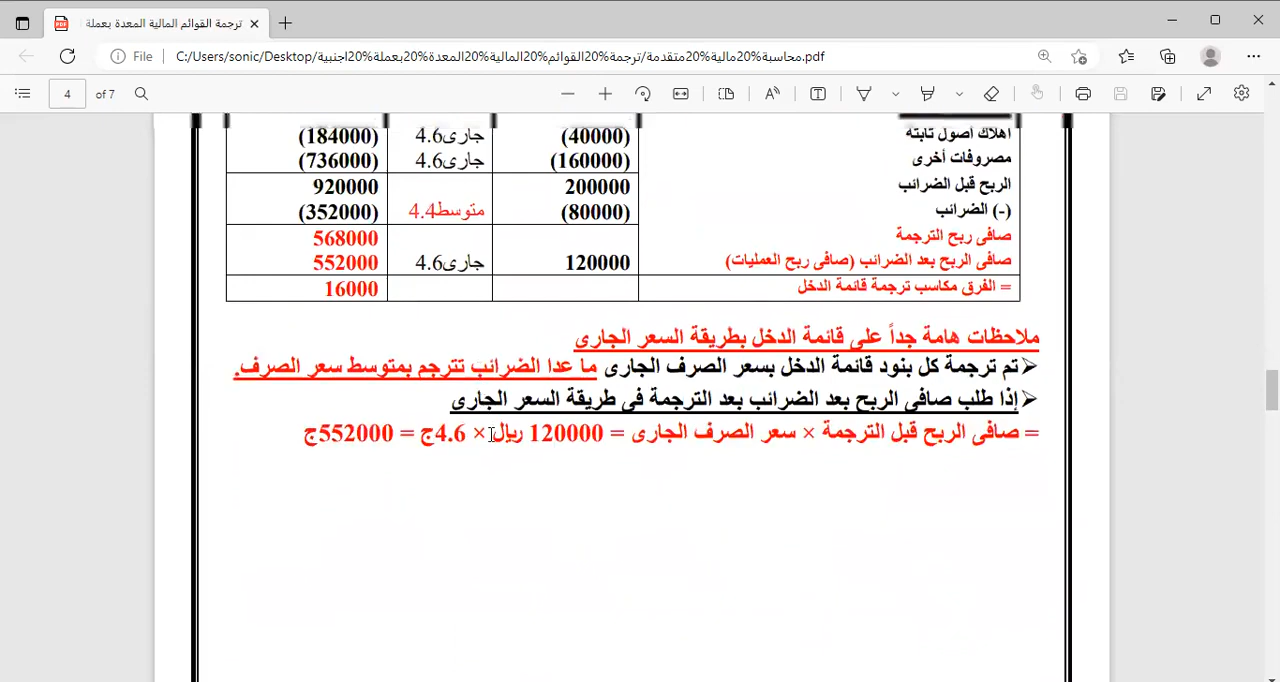 ترجمة القوائم المالية المعدة بعملة
File C:/Users/sonic/Desktop/محاسبة%20مالية%20متقدمة/ترجمة%20القوائم%20المالية%20المعدة%20بعملة%20اجنبية.pdf
4 of 7
اهلاك اصول ثابته (40000) جارى4.6 (184000)
مصروفات أخرى (160000) جارى4.6 (736000)
الربح قبل الضرائب 200000 920000
(-) الضرائب (80000) متوسط4.4 (352000)
صافى ربح الترجمة 568000
صافى الربح بعد الضرائب (صافى ربح العمليات) 120000 جارى4.6 552000
= الفرق مكاسب ترجمة قائمة الدخل 16000
ملاحظات هامة جداً على قائمة الدخل بطريقة السعر الجارى
تم ترجمة كل بنود قائمة الدخل بسعر الصرف الجارى ما عدا الضرائب تترجم بمتوسط سعر الصرف.
إذا طلب صافى الربح بعد الضرائب بعد الترجمة فى طريقة السعر الجارى
= صافى الربح قبل الترجمة × سعر الصرف الجارى = 120000 ريال × 4.6ج = 552000ج